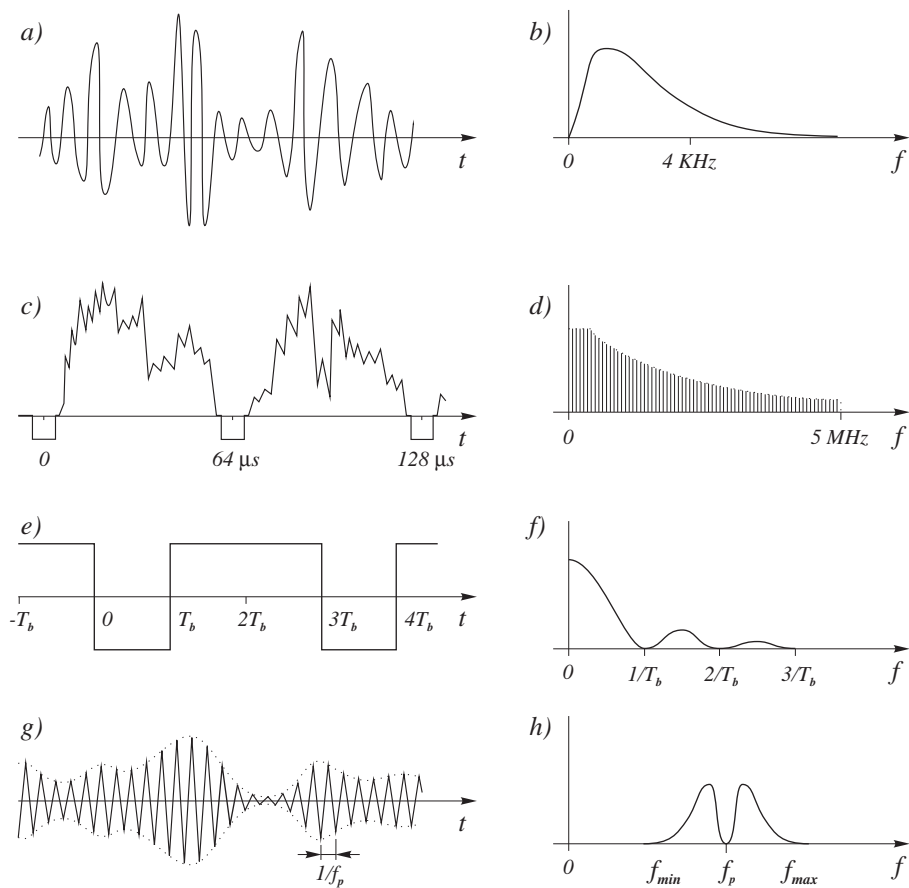 a)
t
b)
0
4 KHz
f
c)
0
64 μs
128 μs
t
d)
0
5 MHz
f
e)
-T_b
0
T_b
2T_b
3T_b
4T_b
t
f)
0
1/T_b
2/T_b
3/T_b
f
g)
1/f_p
t
h)
0
f_min
f_p
f_max
f